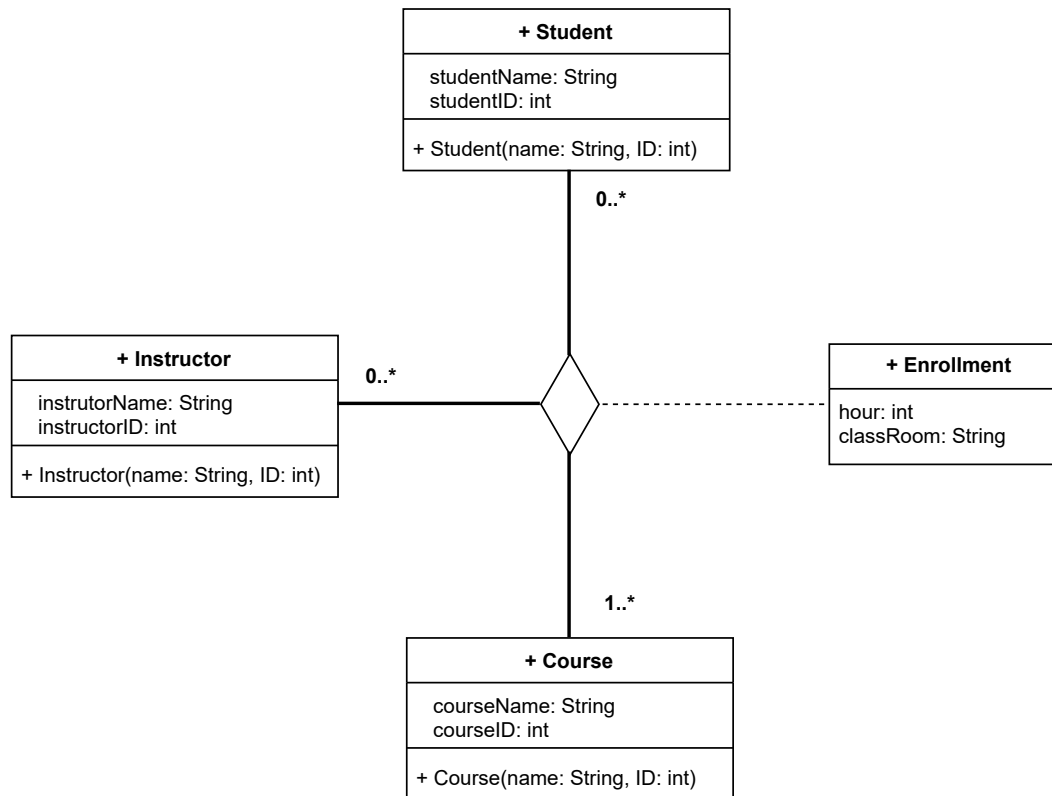 + Student
studentName: String
studentID: int
+ Student(name: String, ID: int)
0..*
+ Instructor
instrutorName: String
instructorID: int
+ Instructor(name: String, ID: int)
0..*
+ Enrollment
hour: int
classRoom: String
1..*
+ Course
courseName: String
courseID: int
+ Course(name: String, ID: int)